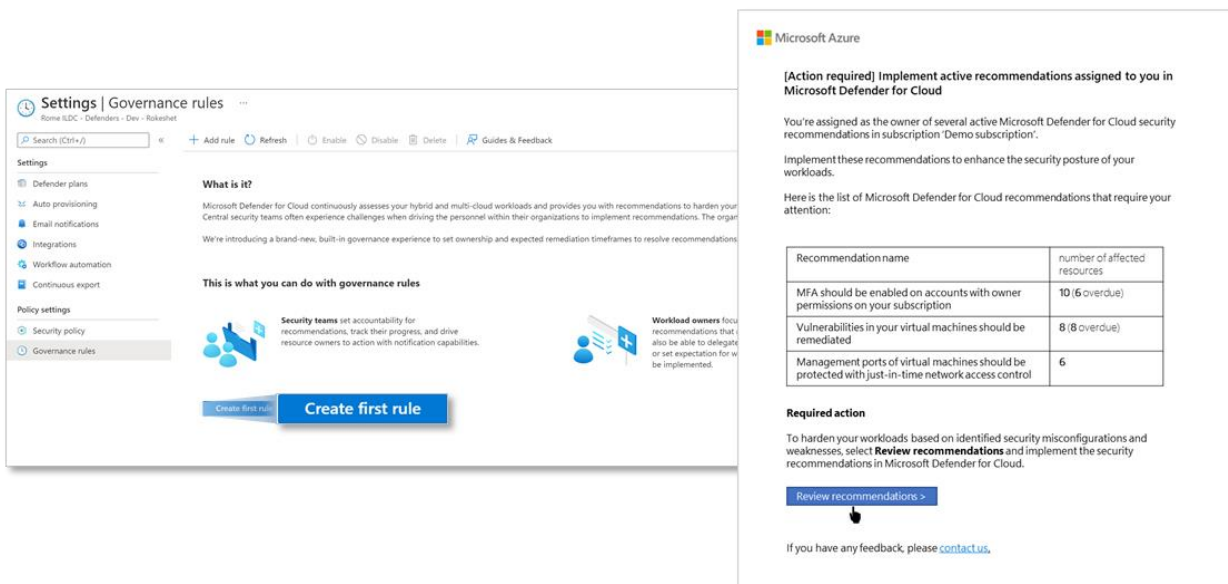 Settings | Governance rules ...
Rome ILDC - Defenders - Dev - Rokeshet
Search (Ctrl+/)
«
+ Add rule Refresh | Enable Disable Delete | Guides & Feedback
Settings
Defender plans
Auto provisioning
Email notifications
Integrations
Workflow automation
Continuous export
Policy settings
Security policy
Governance rules
What is it?
Microsoft Defender for Cloud continuously assesses your hybrid and multi-cloud workloads and provides you with recommendations to harden your
Central security teams often experience challenges when driving the personnel within their organizations to implement recommendations. The organ
We're introducing a brand-new, built-in governance experience to set ownership and expected remediation timeframes to resolve recommendations
This is what you can do with governance rules
Security teams set accountability for
recommendations, track their progress, and drive
resource owners to action with notification capabilities.
Workload owners focu
recommendations that
also be able to delegate
or set expectation for w
be implemented.
Create first rule
Create first rule
Microsoft Azure
[Action required] Implement active recommendations assigned to you in
Microsoft Defender for Cloud
You're assigned as the owner of several active Microsoft Defender for Cloud security
recommendations in subscription 'Demo subscription'.
Implement these recommendations to enhance the security posture of your
workloads.
Here is the list of Microsoft Defender for Cloud recommendations that require your
attention:
Recommendation name
number of affected
resources
MFA should be enabled on accounts with owner
permissions on your subscription
10 (6 overdue)
Vulnerabilities in your virtual machines should be
remediated
8 (8 overdue)
Management ports of virtual machines should be
protected with just-in-time network access control
6
Required action
To harden your workloads based on identified security misconfigurations and
weaknesses, select Review recommendations and implement the security
recommendations in Microsoft Defender for Cloud.
Review recommendations >
If you have any feedback, please contact us.